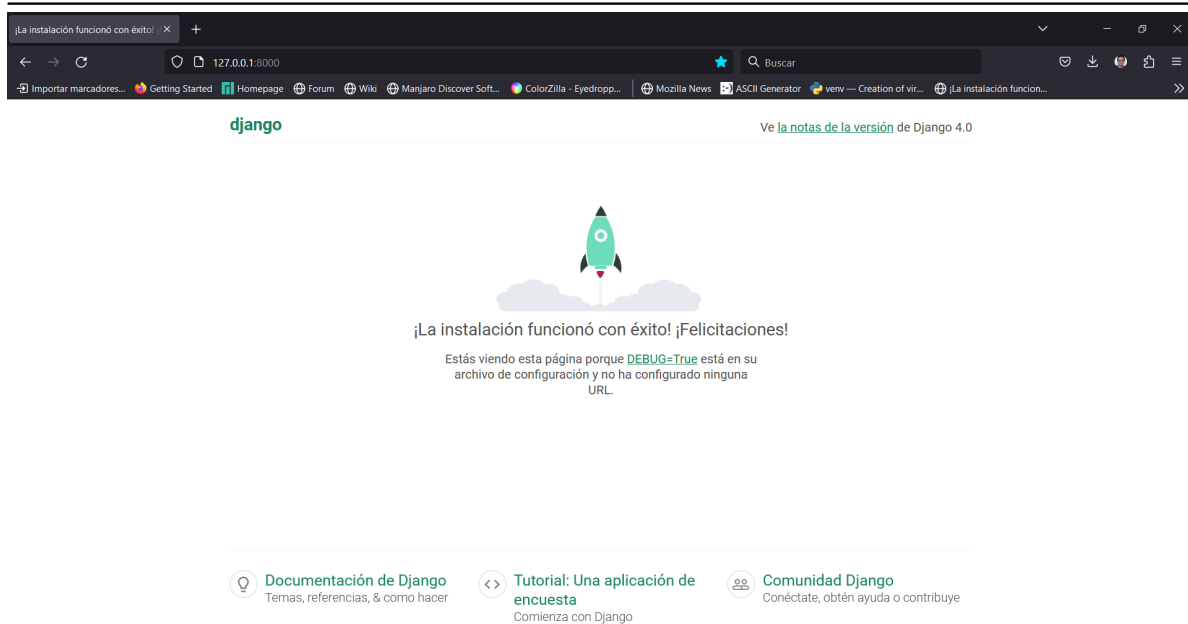 ¡La instalación funcionó con éxito! ¡
127.0.0.1:8000
Buscar
Importar marcadores...
Getting Started
Homepage
Forum
Wiki
Manjaro Discover Soft...
ColorZilla - Eyedropp...
Mozilla News
ASCII Generator
venv — Creation of vir...
¡La instalación funcion...
django
Ve la notas de la versión de Django 4.0
¡La instalación funcionó con éxito! ¡Felicitaciones!
Estás viendo esta página porque DEBUG=True está en su
archivo de configuración y no ha configurado ninguna
URL.
Documentación de Django
Temas, referencias, & como hacer
Tutorial: Una aplicación de
encuesta
Comienza con Django
Comunidad Django
Conéctate, obtén ayuda o contribuye